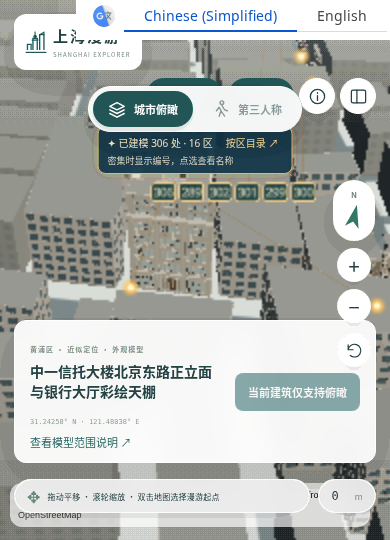 Chinese (Simplified)
English
SHANGHAI EXPLORER
城市俯瞰
第三人称
✦ 已建模 306 处 · 16 区 按区目录 ↗
密集时显示编号，点选查看名称
302
301
299
N
+
−
黄浦区 · 近似定位 · 外观模型
中一信托大楼北京东路正立面
与银行大厅彩绘天棚
当前建筑仅支持俯瞰
31.24258° N · 121.48038° E
查看模型范围说明 ↗
拖动平移 · 滚轮缩放 · 双击地图选择漫游起点
0 m
OpenStreetMap